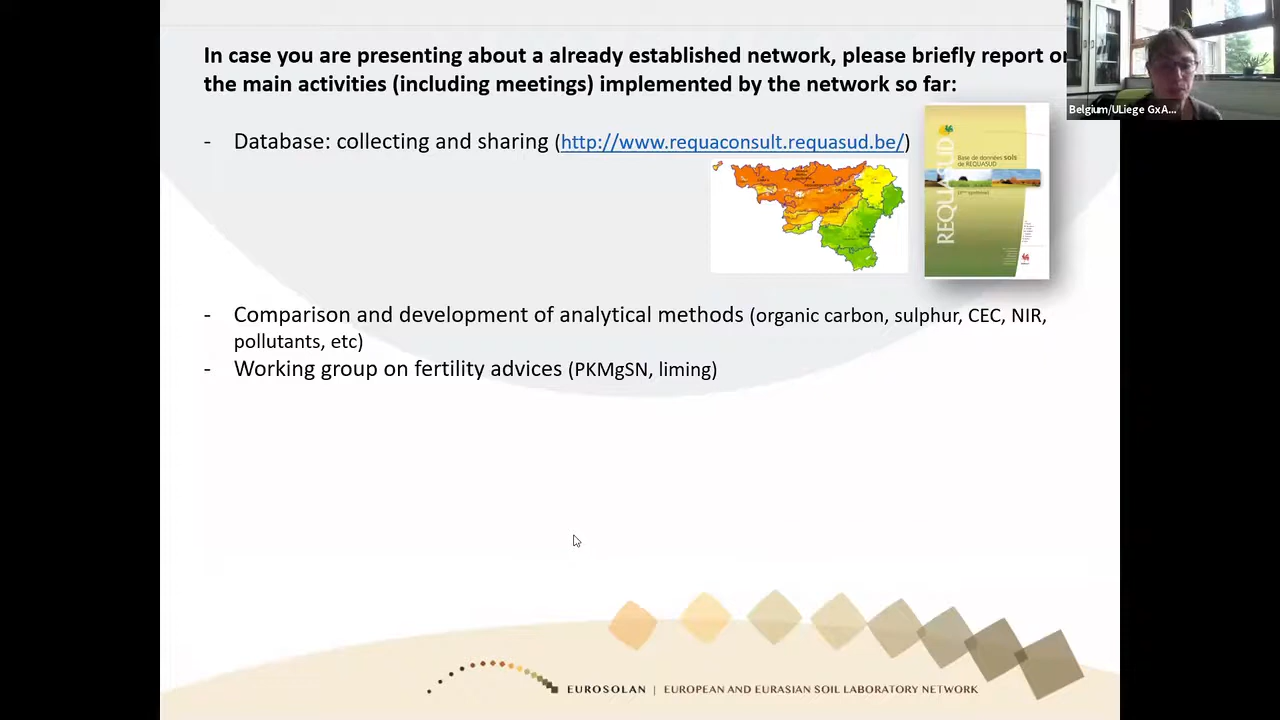 In case you are presenting about a already established network, please briefly report on
the main activities (including meetings) implemented by the network so far:
Belgium/ULiege GxA...
- Database: collecting and sharing (http://www.requaconsult.requasud.be/)
REQUASUD
Base de données sols
de REQUASUD
- Comparison and development of analytical methods (organic carbon, sulphur, CEC, NIR,
pollutants, etc)
- Working group on fertility advices (PKMgSN, liming)
EUROSOLAN | EUROPEAN AND EURASIAN SOIL LABORATORY NETWORK